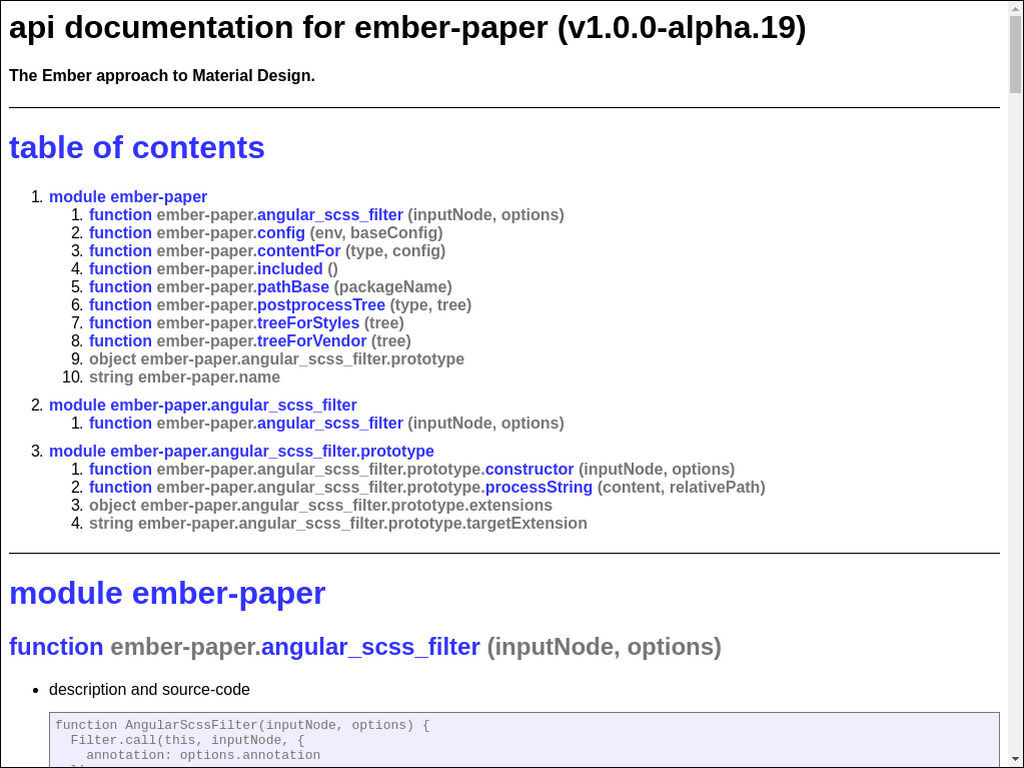 api documentation for ember-paper (v1.0.0-alpha.19)
The Ember approach to Material Design.
table of contents
1. module ember-paper
1. function ember-paper.angular_scss_filter (inputNode, options)
2. function ember-paper.config (env, baseConfig)
3. function ember-paper.contentFor (type, config)
4. function ember-paper.included ()
5. function ember-paper.pathBase (packageName)
6. function ember-paper.postprocessTree (type, tree)
7. function ember-paper.treeForStyles (tree)
8. function ember-paper.treeForVendor (tree)
9. object ember-paper.angular_scss_filter.prototype
10. string ember-paper.name
2. module ember-paper.angular_scss_filter
1. function ember-paper.angular_scss_filter (inputNode, options)
3. module ember-paper.angular_scss_filter.prototype
1. function ember-paper.angular_scss_filter.prototype.constructor (inputNode, options)
2. function ember-paper.angular_scss_filter.prototype.processString (content, relativePath)
3. object ember-paper.angular_scss_filter.prototype.extensions
4. string ember-paper.angular_scss_filter.prototype.targetExtension
module ember-paper
function ember-paper.angular_scss_filter (inputNode, options)
• description and source-code
function AngularScssFilter(inputNode, options) {
Filter.call(this, inputNode, {
annotation: options.annotation